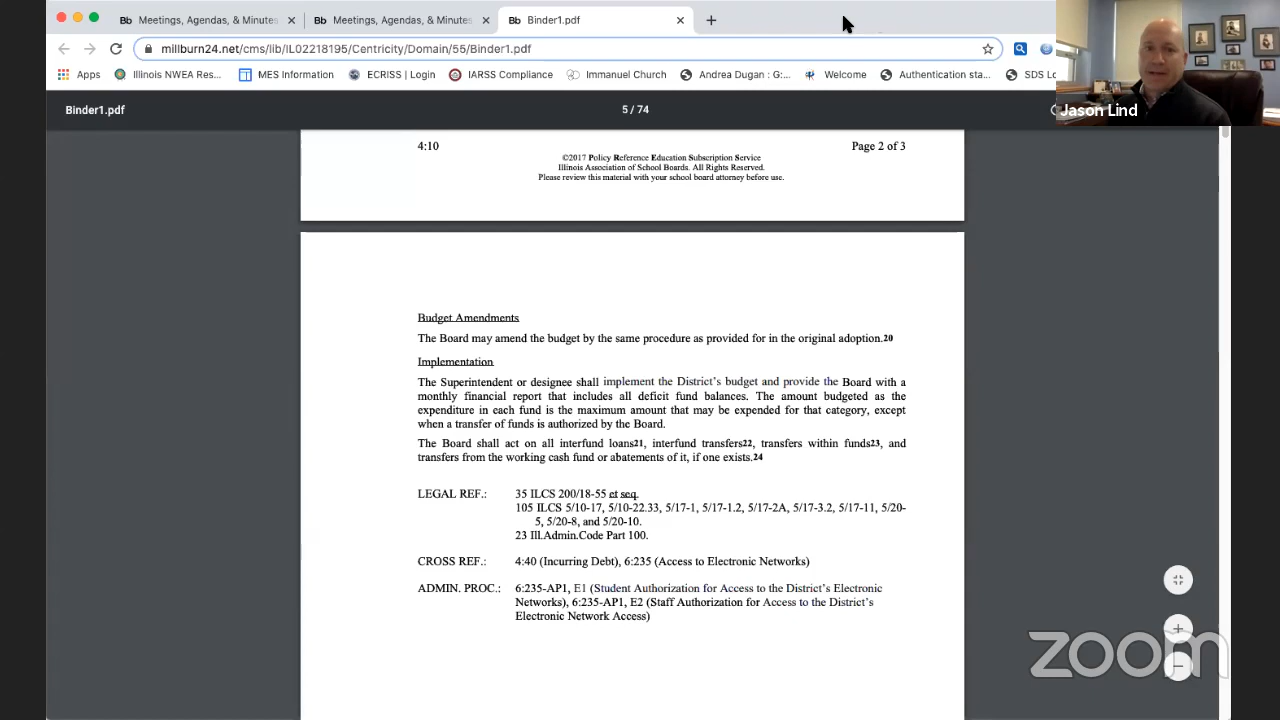 Meetings, Agendas, & Minutes
Meetings, Agendas, & Minutes
Binder1.pdf
millburn24.net/cms/lib/IL02218195/Centricity/Domain/55/Binder1.pdf
Apps
Illinois NWEA Res...
MES Information
ECRISS | Login
IARSS Compliance
Immanuel Church
Andrea Dugan : G:...
Welcome
Authentication sta...
SDS Lo
Binder1.pdf
5 / 74
Jason Lind
4:10 Page 2 of 3
©2017 Policy Reference Education Subscription Service
Illinois Association of School Boards. All Rights Reserved.
Please review this material with your school board attorney before use.
Budget Amendments
The Board may amend the budget by the same procedure as provided for in the original adoption.20
Implementation
The Superintendent or designee shall implement the District's budget and provide the Board with a
monthly financial report that includes all deficit fund balances. The amount budgeted as the
expenditure in each fund is the maximum amount that may be expended for that category, except
when a transfer of funds is authorized by the Board.
The Board shall act on all interfund loans21, interfund transfers22, transfers within funds23, and
transfers from the working cash fund or abatements of it, if one exists.24
LEGAL REF.: 35 ILCS 200/18-55 et seq.
105 ILCS 5/10-17, 5/10-22.33, 5/17-1, 5/17-1.2, 5/17-2A, 5/17-3.2, 5/17-11, 5/20-
5, 5/20-8, and 5/20-10.
23 Ill.Admin.Code Part 100.
CROSS REF.: 4:40 (Incurring Debt), 6:235 (Access to Electronic Networks)
ADMIN. PROC.: 6:235-AP1, E1 (Student Authorization for Access to the District's Electronic
Networks), 6:235-AP1, E2 (Staff Authorization for Access to the District's
Electronic Network Access)
zoom